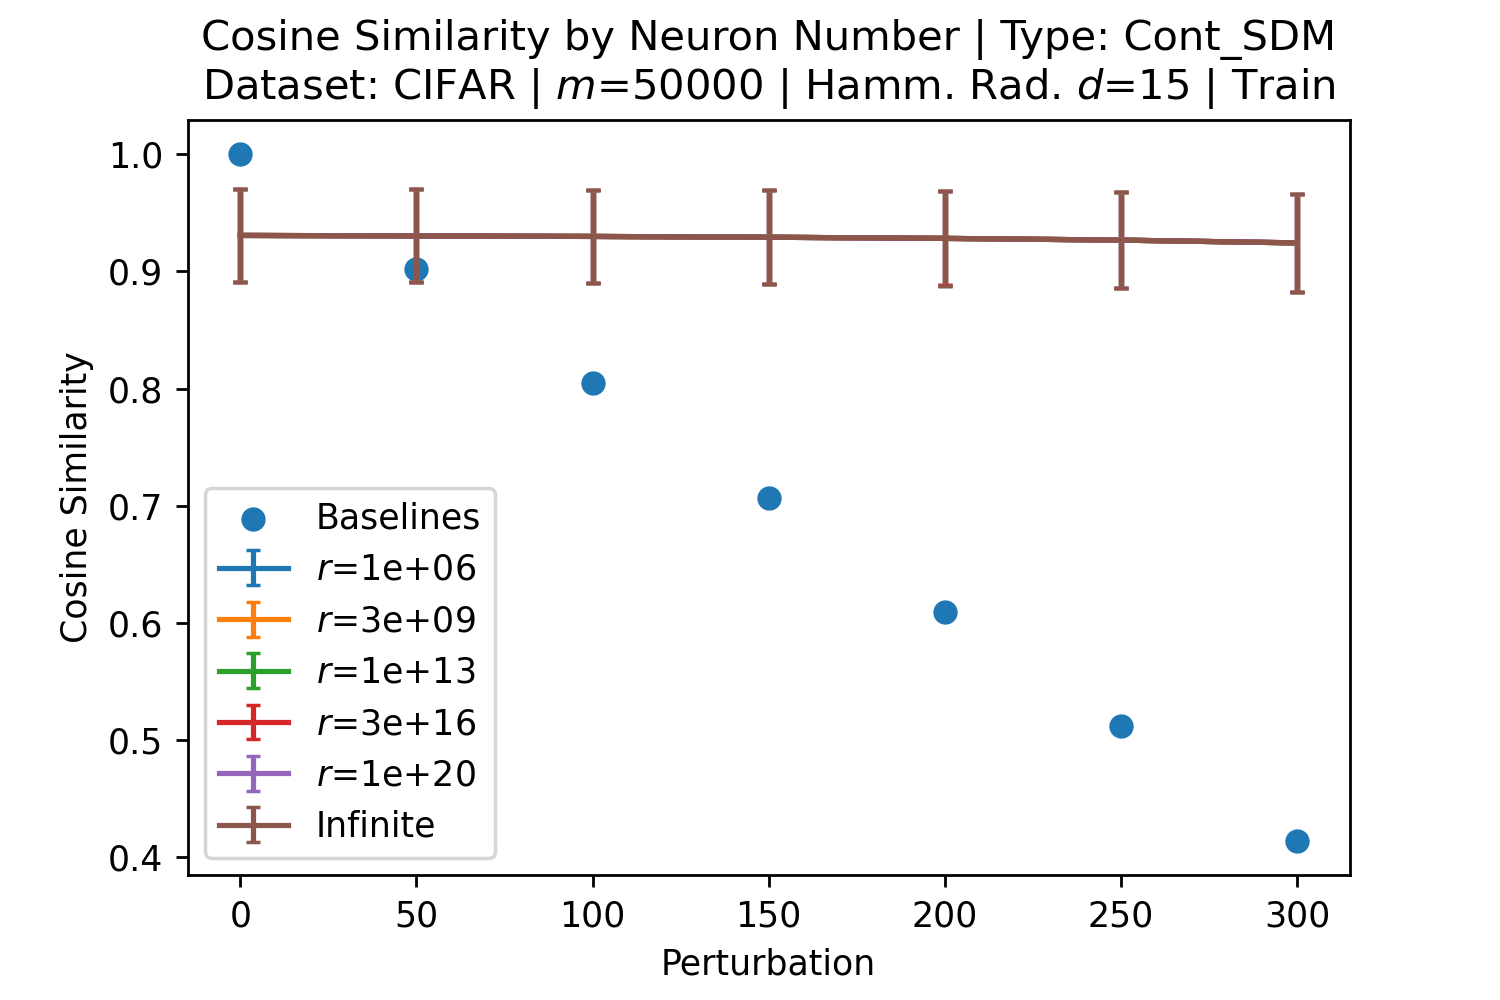 Cosine Similarity by Neuron Number | Type: Cont_SDM
Dataset: CIFAR | m=50000 | Hamm. Rad. d=15 | Train
1.0
0.9
0.8
0.7
0.6
0.5
0.4
Cosine Similarity
Baselines
r=1e+06
r=3e+09
r=1e+13
r=3e+16
r=1e+20
Infinite
0 50 100 150 200 250 300
Perturbation